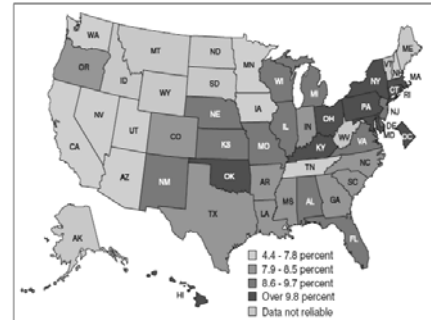 WA
MT
ND
MN
ME
VT
NH
OR
ID
SD
WI
NY
MA
CT
RI
WY
MI
IA
PA
NJ
NV
NE
OH
DE
MD
DC
UT
CO
IL
IN
WV
VA
CA
KS
MO
KY
NC
TN
AZ
NM
OK
AR
SC
MS
AL
GA
TX
LA
FL
AK
HI
4.4 - 7.8 percent
7.9 - 8.5 percent
8.6 - 9.7 percent
Over 9.8 percent
Data not reliable